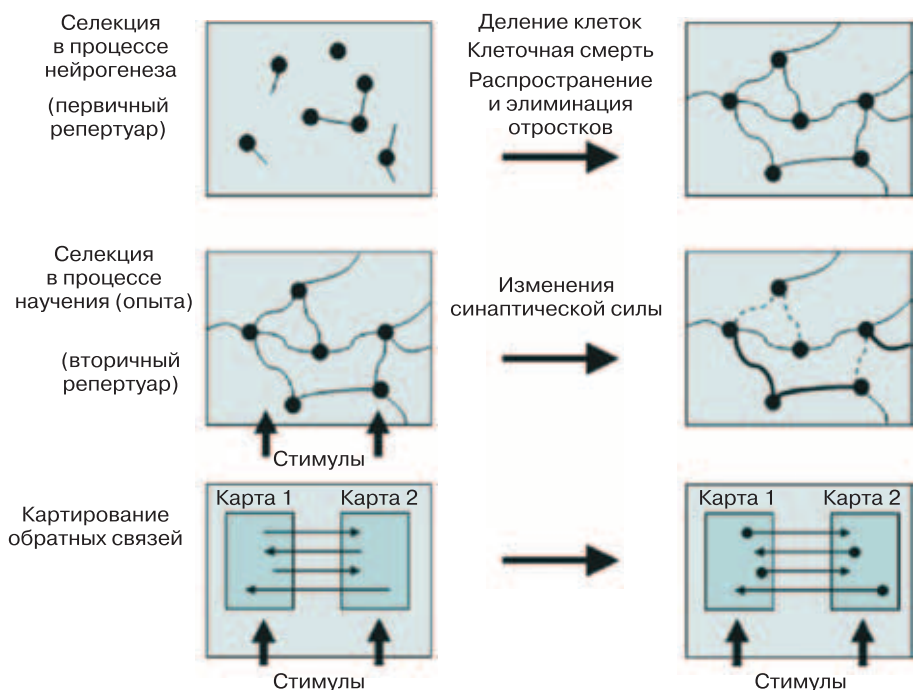 Селекция
в процессе
нейрогенеза
(первичный
репертуар)
Деление клеток
Клеточная смерть
Распространение
и элиминация
отростков
Селекция
в процессе
научения (опыта)
(вторичный
репертуар)
Изменения
синаптической силы
Стимулы
Картирование
обратных связей
Карта 1 Карта 2
Стимулы
Карта 1 Карта 2
Стимулы